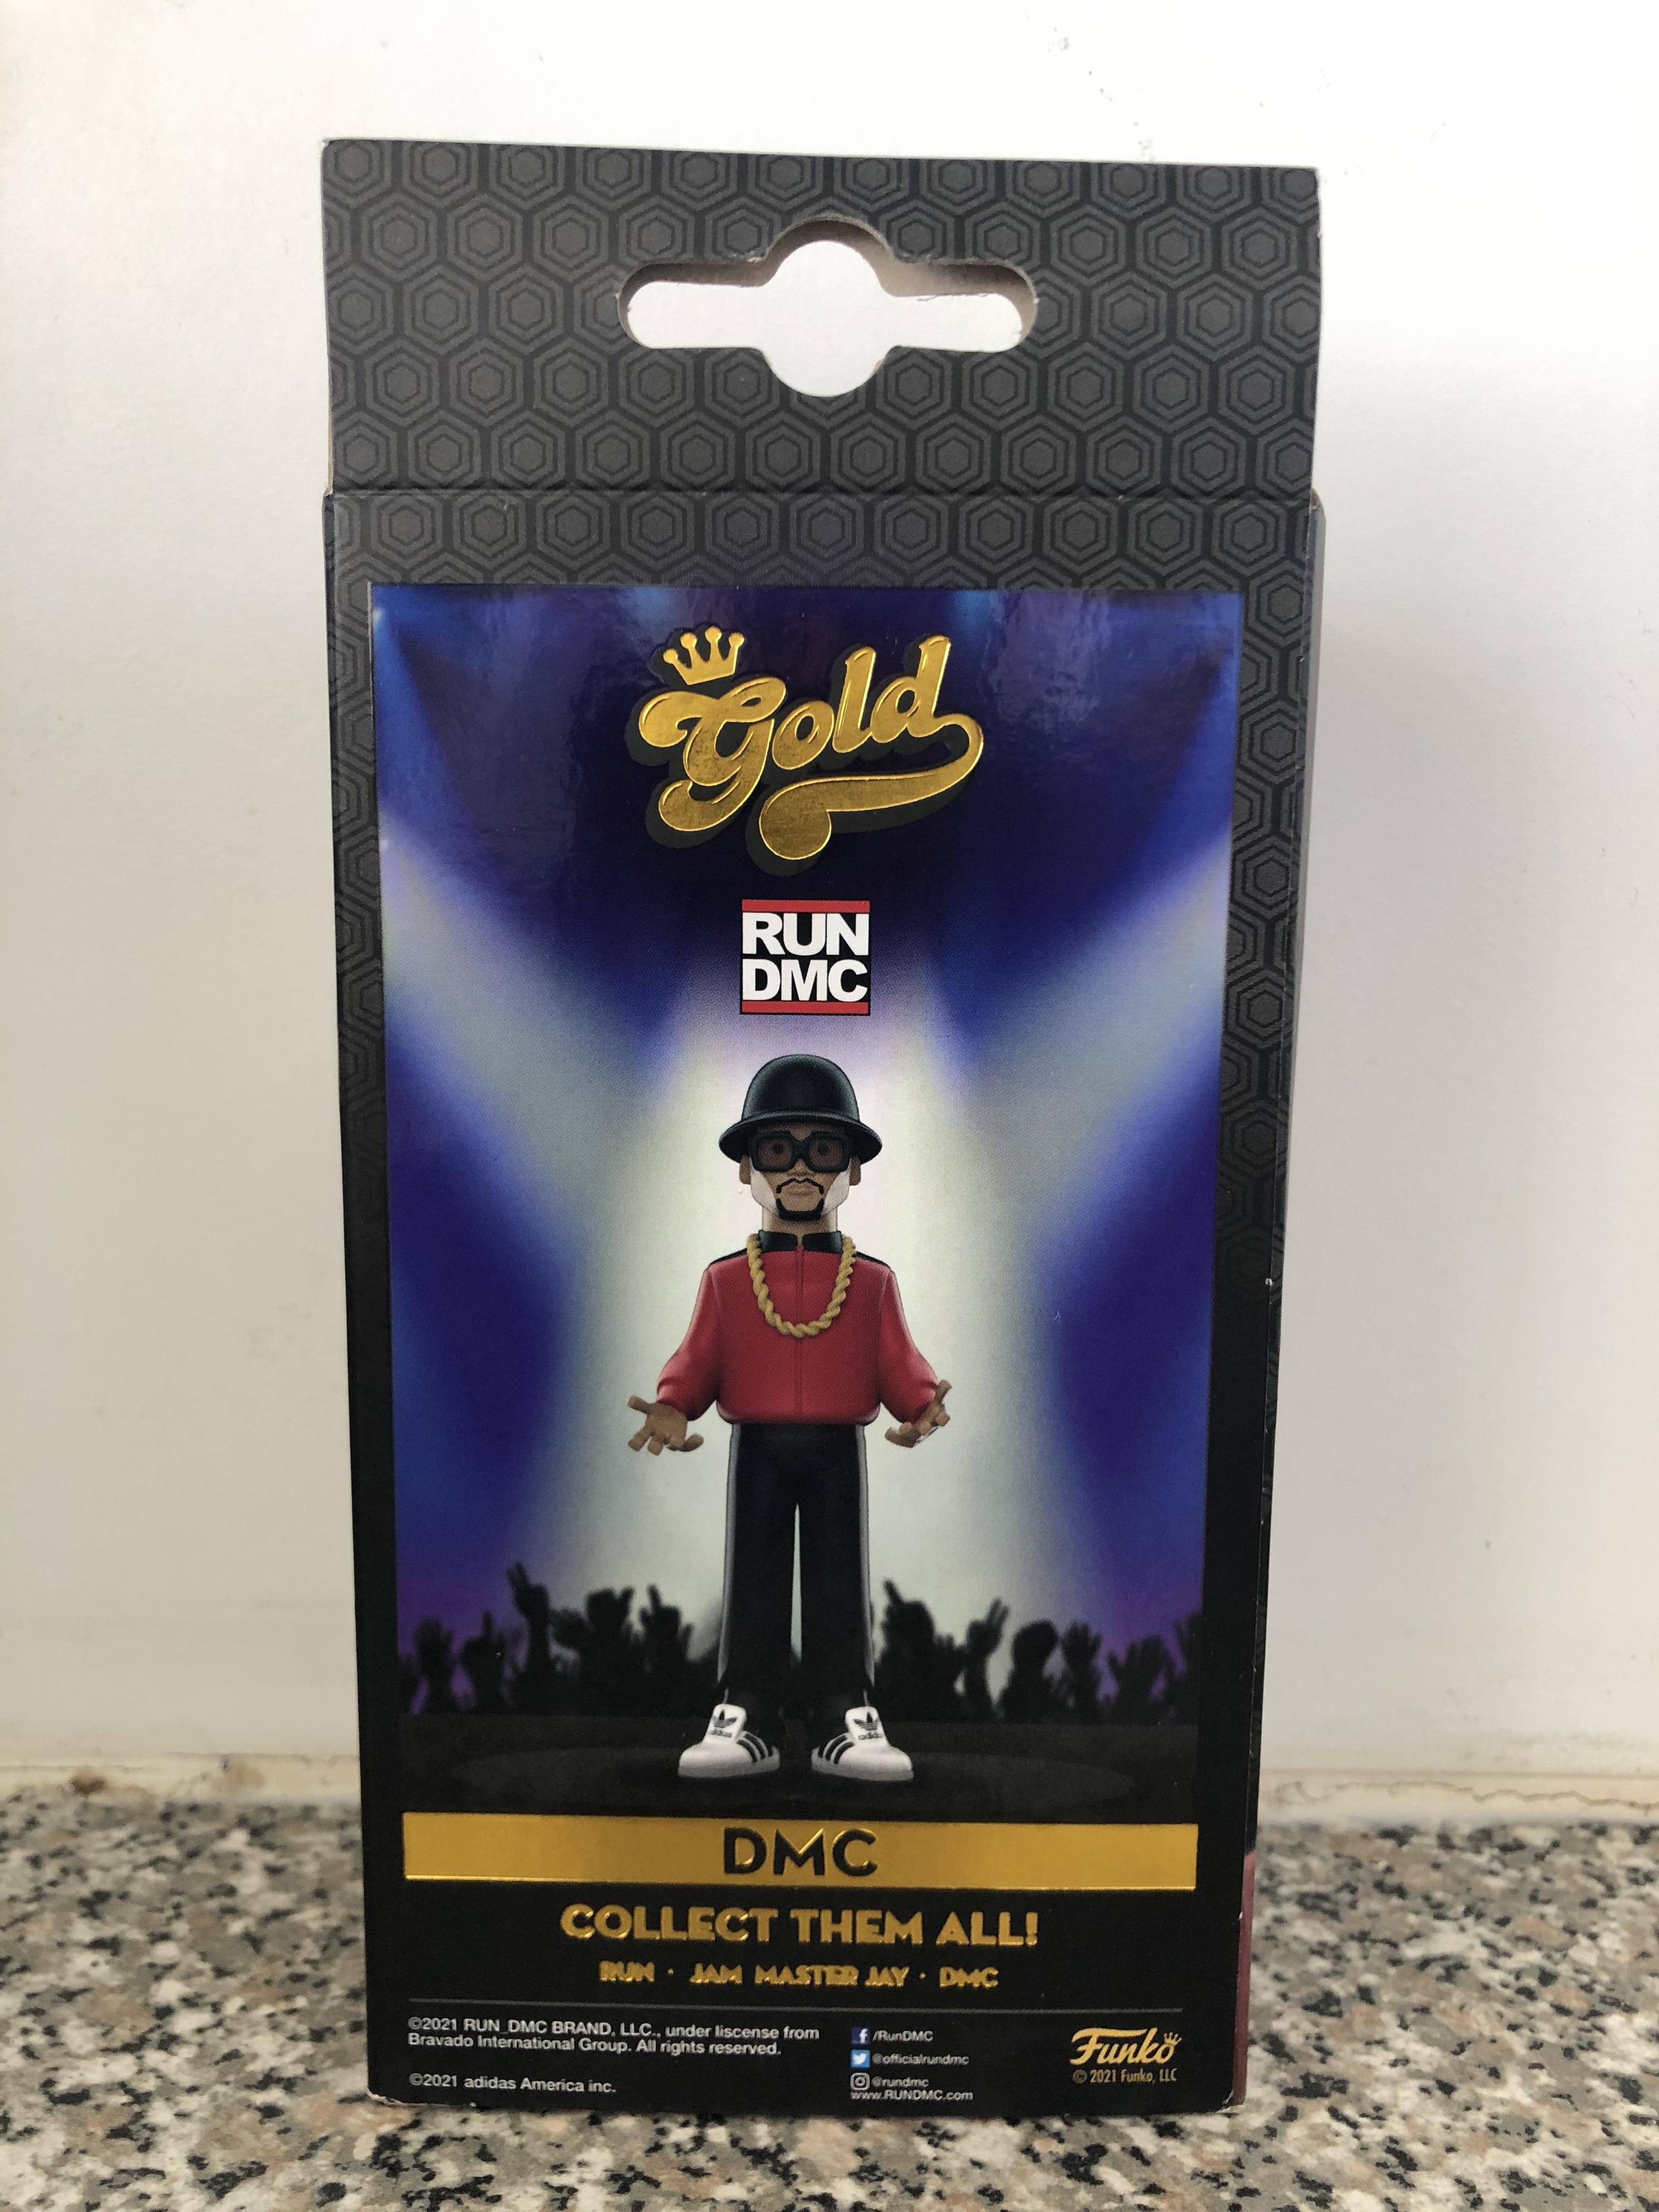 Gold
RUN
DMC
adidas adidas
DMC
COLLECT THEM ALL!
RUN · JAM MASTER JAY · DMC
©2021 RUN_DMC BRAND, LLC., under liscense from
Bravado International Group. All rights reserved.
©2021 adidas America inc.
f /RunDMC
@officialrundmc
@rundmc
www.RUNDMC.com
Funko
© 2021 Funko, LLC